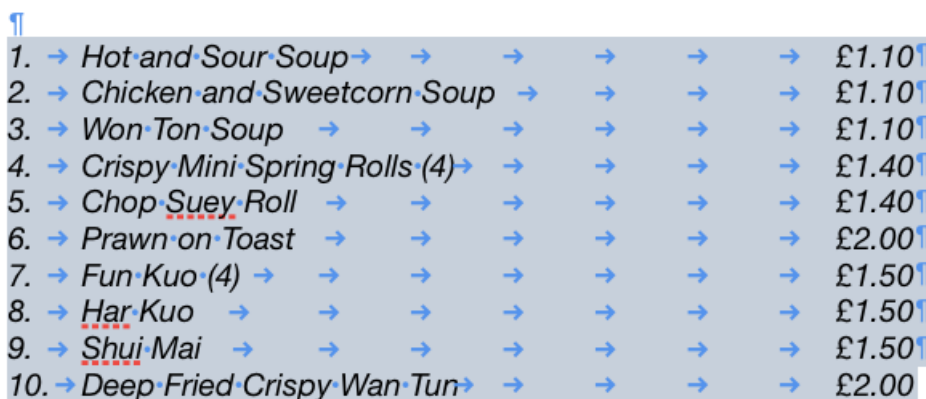 1. Hot and Sour Soup £1.10
2. Chicken and Sweetcorn Soup £1.10
3. Won Ton Soup £1.10
4. Crispy Mini Spring Rolls (4) £1.40
5. Chop Suey Roll £1.40
6. Prawn on Toast £2.00
7. Fun Kuo (4) £1.50
8. Har Kuo £1.50
9. Shui Mai £1.50
10. Deep Fried Crispy Wan Tun £2.00